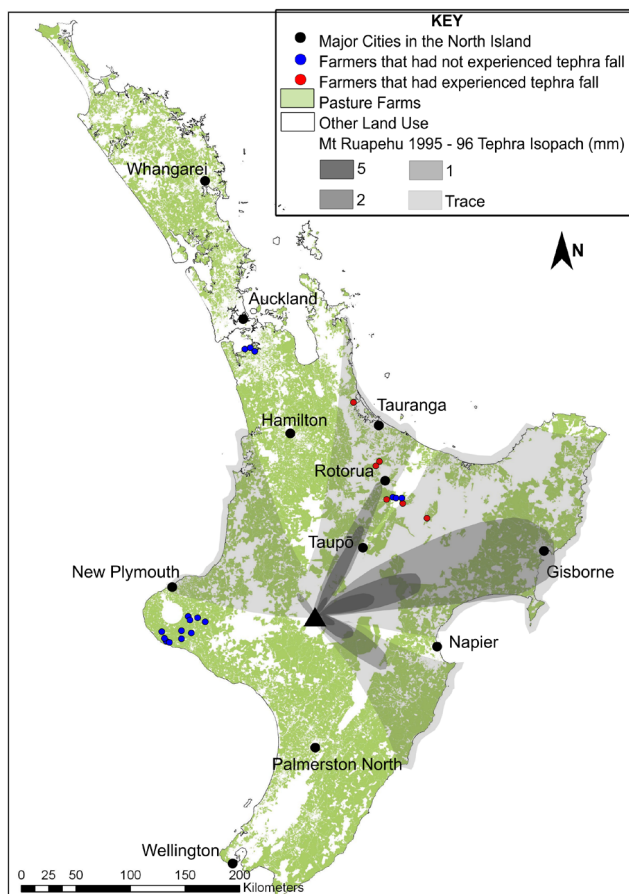 KEY
Major Cities in the North Island
Farmers that had not experienced tephra fall
Farmers that had experienced tephra fall
Pasture Farms
Other Land Use
Mt Ruapehu 1995 - 96 Tephra Isopach (mm)
5 1
2 Trace
Whangarei
N
Auckland
Tauranga
Hamilton
Rotorua
Taupō
Gisborne
New Plymouth
Napier
Palmerston North
Wellington
0 25 50 100 150 200
Kilometers